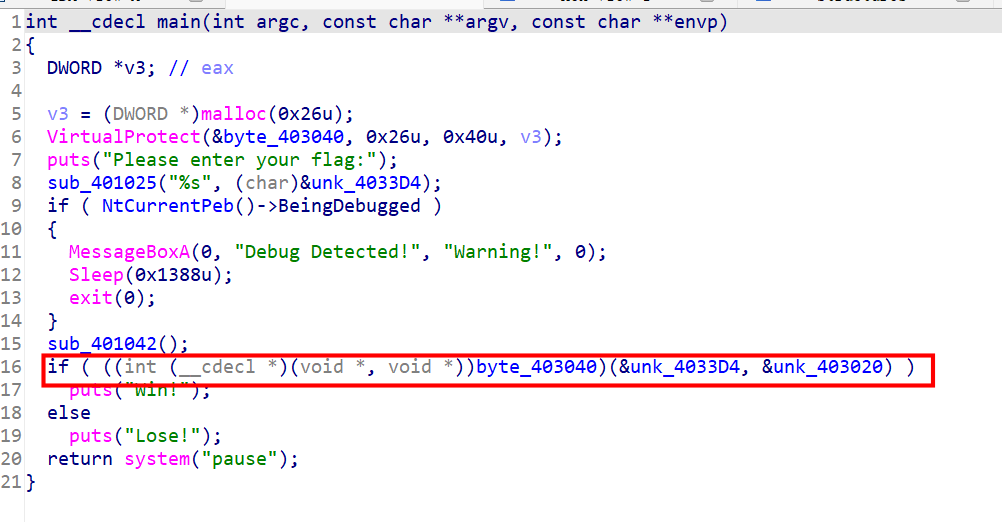 1 int __cdecl main(int argc, const char **argv, const char **envp)
2 {
3   DWORD *v3; // eax
4
5   v3 = (DWORD *)malloc(0x26u);
6   VirtualProtect(&byte_403040, 0x26u, 0x40u, v3);
7   puts("Please enter your flag:");
8   sub_401025("%s", (char)&unk_4033D4);
9   if ( NtCurrentPeb()->BeingDebugged )
10   {
11     MessageBoxA(0, "Debug Detected!", "Warning!", 0);
12     Sleep(0x1388u);
13     exit(0);
14   }
15   sub_401042();
16   if ( ((int (__cdecl *)(void *, void *))byte_403040)(&unk_4033D4, &unk_403020) )
17     puts("Win!");
18   else
19     puts("Lose!");
20   return system("pause");
21 }